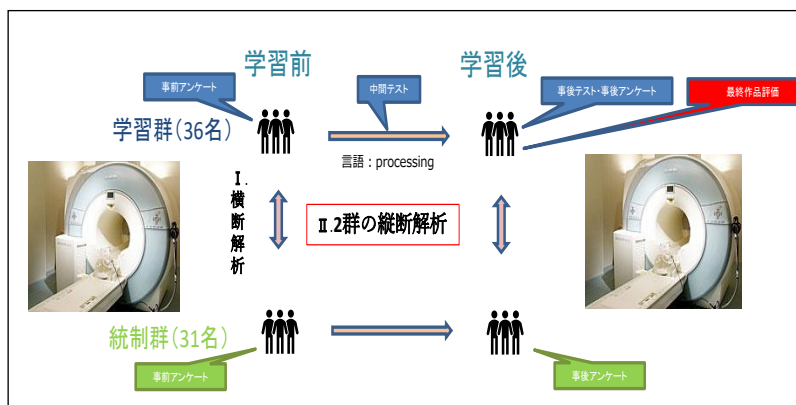 学習前
学習後
事前アンケート
中間テスト
事後テスト・事後アンケート
最終作品評価
学習群(36名)
言語：processing
Ⅰ.横断解析
Ⅱ.2群の縦断解析
統制群(31名)
事前アンケート
事後アンケート